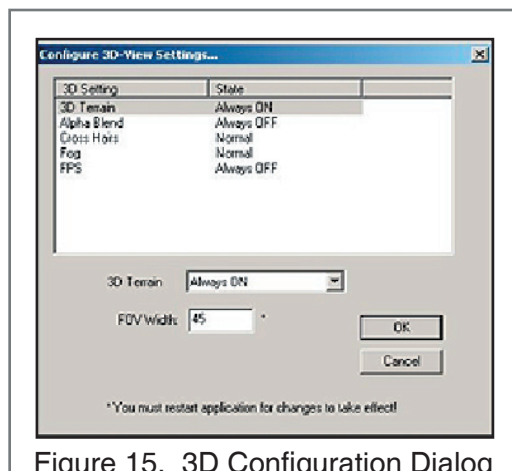 Configure 3D-View Settings...
3D Setting State
3D Terrain Always ON
Alpha Blend Always OFF
Cross Hairs Normal
Fog Normal
FPS Always OFF
3D Terrain Always ON
FOV Width: 45 *
OK
Cancel
*You must restart application for changes to take effect!
Figure 15. 3D Configuration Dialog